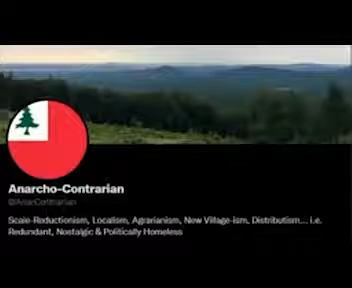 Anarcho-Contrarian
@AnarContrarian
Scale-Reductionism, Localism, Agrarianism, New Village-ism, Distributism... i.e.
Redundant, Nostalgic & Politically Homeless